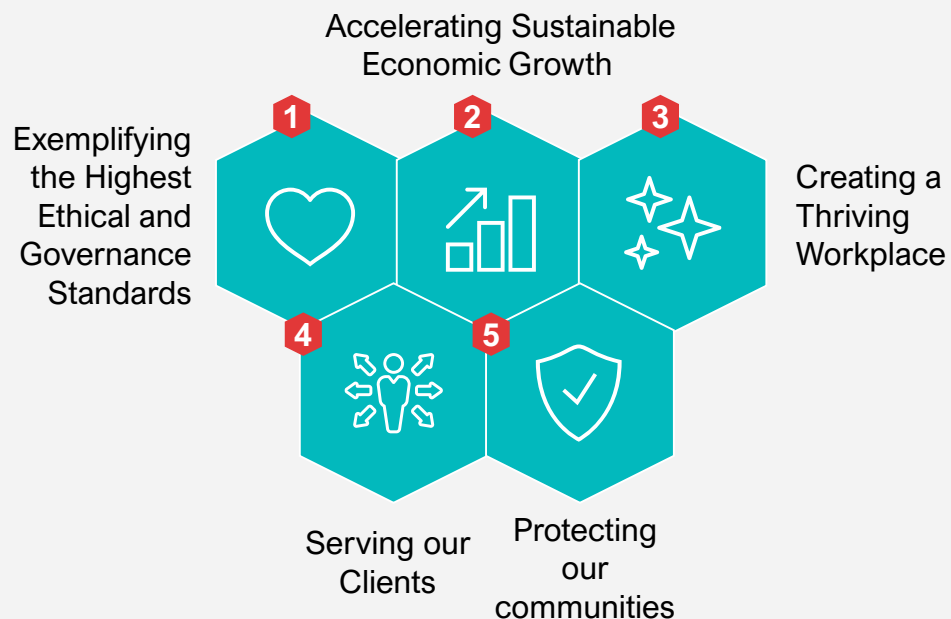 Accelerating Sustainable
Economic Growth
1
2
3
Exemplifying
the Highest
Ethical and
Governance
Standards
Creating a
Thriving
Workplace
4
5
Serving our
Clients
Protecting
our
communities